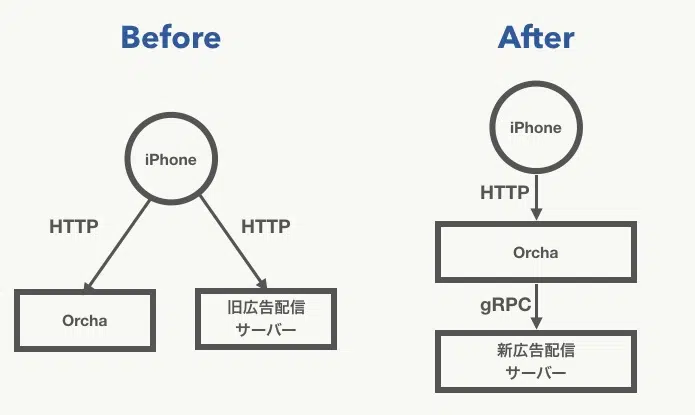 Before
iPhone
HTTP
HTTP
Orcha
旧広告配信
サーバー
After
iPhone
HTTP
Orcha
gRPC
新広告配信
サーバー